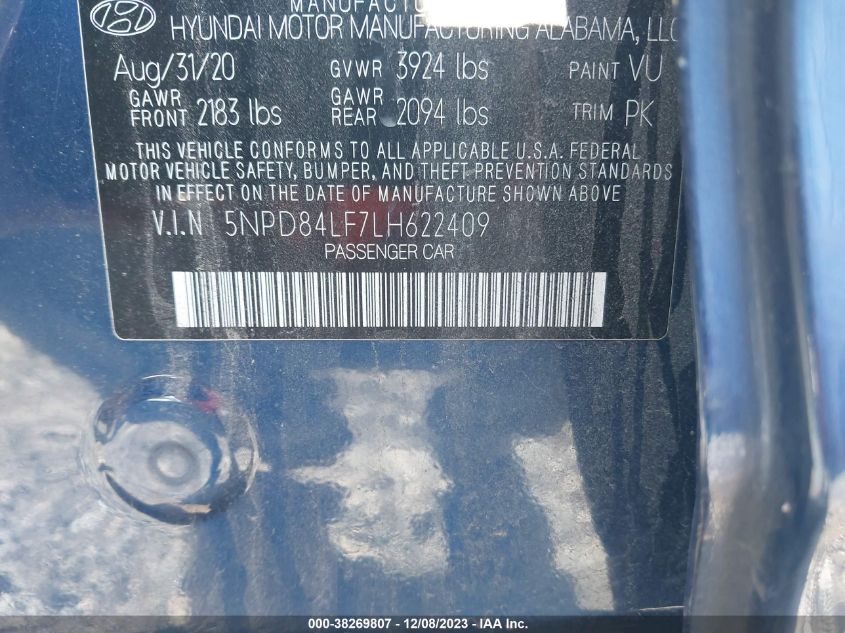 MANUFACTUR
HYUNDAI MOTOR MANUFACTURING ALABAMA, LLC
Aug/31/20 GVWR 3924 lbs PAINT VU
GAWR FRONT 2183 lbs GAWR REAR 2094 lbs TRIM PK
THIS VEHICLE CONFORMS TO ALL APPLICABLE U.S.A. FEDERAL
MOTOR VEHICLE SAFETY, BUMPER, AND THEFT PREVENTION STANDARDS
IN EFFECT ON THE DATE OF MANUFACTURE SHOWN ABOVE
V.I.N 5NPD84LF7LH622409
PASSENGER CAR
000-38269807 - 12/08/2023 - IAA Inc.